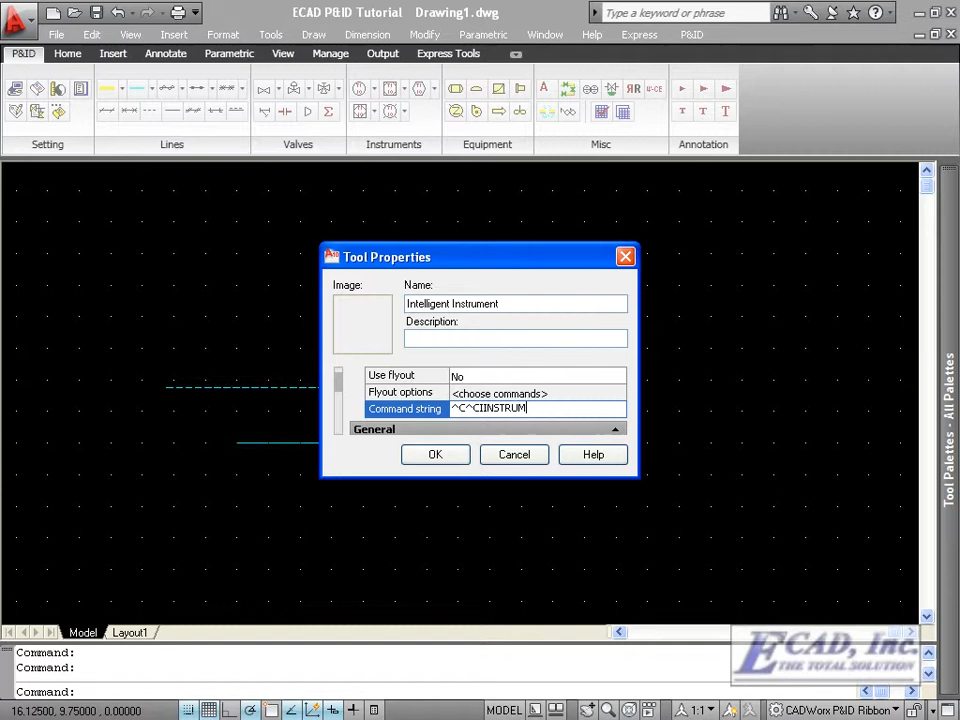 ECAD P&ID Tutorial Drawing1.dwg
Type a keyword or phrase
File Edit View Insert Format Tools Draw Dimension Modify Parametric Window Help Express P&ID
P&ID Home Insert Annotate Parametric View Manage Output Express Tools
Setting Lines Valves Instruments Equipment Misc Annotation
Tool Properties
Image: Name:
Intelligent Instrument
Description:
Use flyout No
Flyout options <choose commands>
Command string ^C^CIINSTRUM
General
OK Cancel Help
Tool Palettes - All Palettes
Model Layout1
Command:
Command:
Command:
ECAD, Inc.
THE TOTAL SOLUTION
16.12500, 9.75000, 0.00000 MODEL 1:1 CADWorx P&ID Ribbon